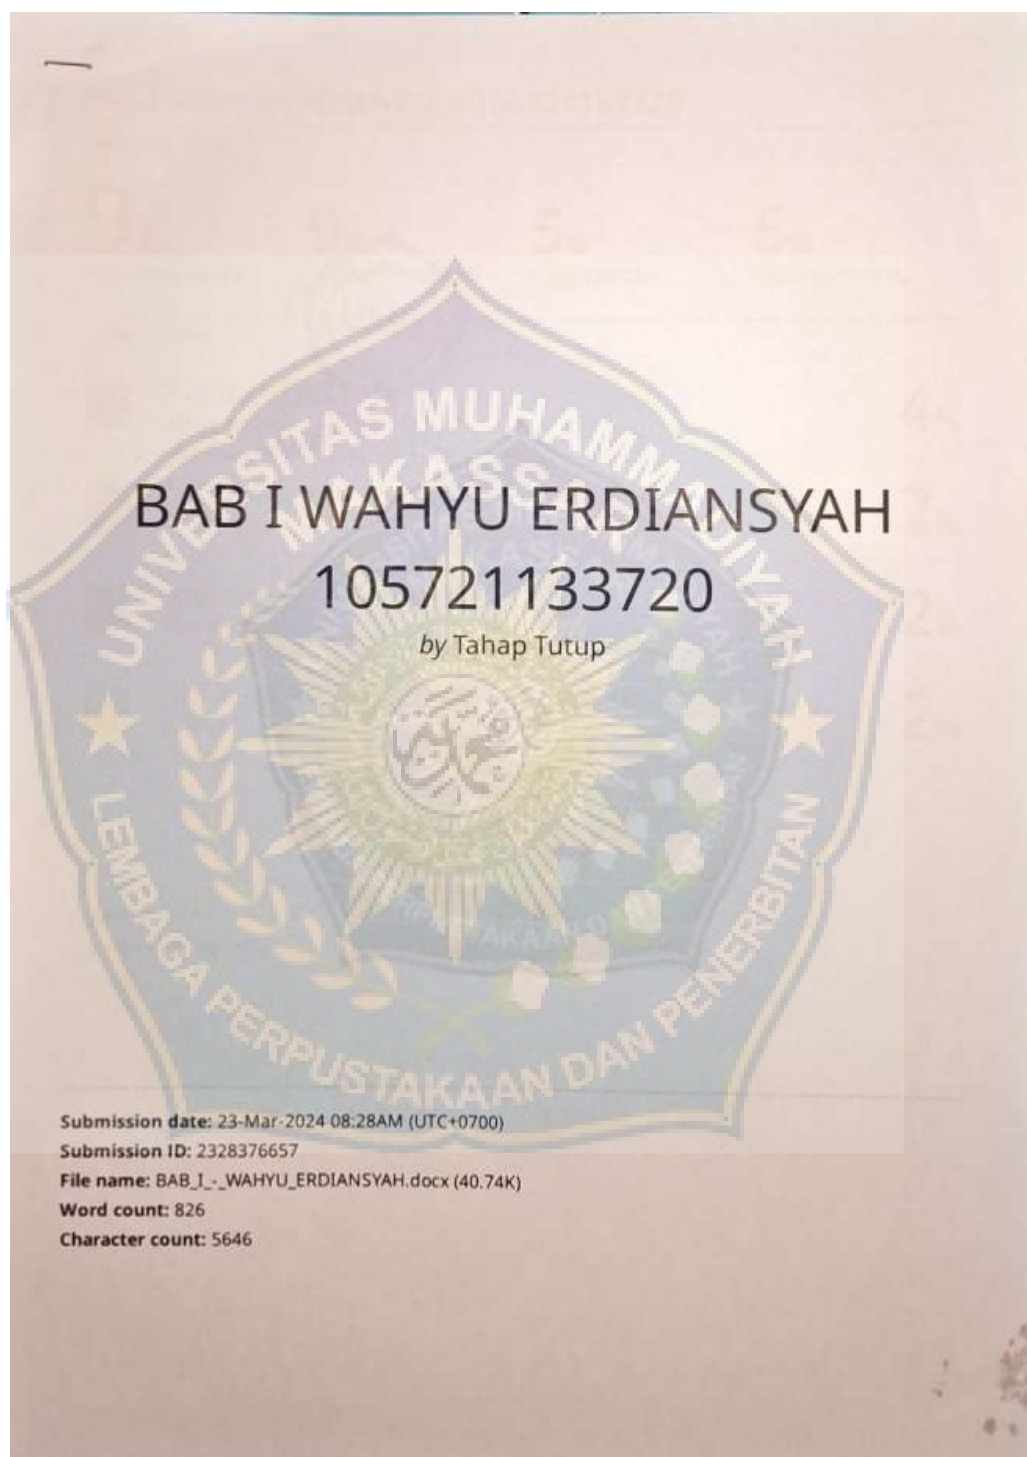 BAB I WAHYU ERDIANSYAH
105721133720
by Tahap Tutup
UNIVERSITAS MUHAMMADIYAH
MAKASSAR
LEMBAGA PERPUSTAKAAN DAN PENERBITAN
Submission date: 23-Mar-2024 08:28AM (UTC+0700)
Submission ID: 2328376657
File name: BAB_I_-_WAHYU_ERDIANSYAH.docx (40.74K)
Word count: 826
Character count: 5646